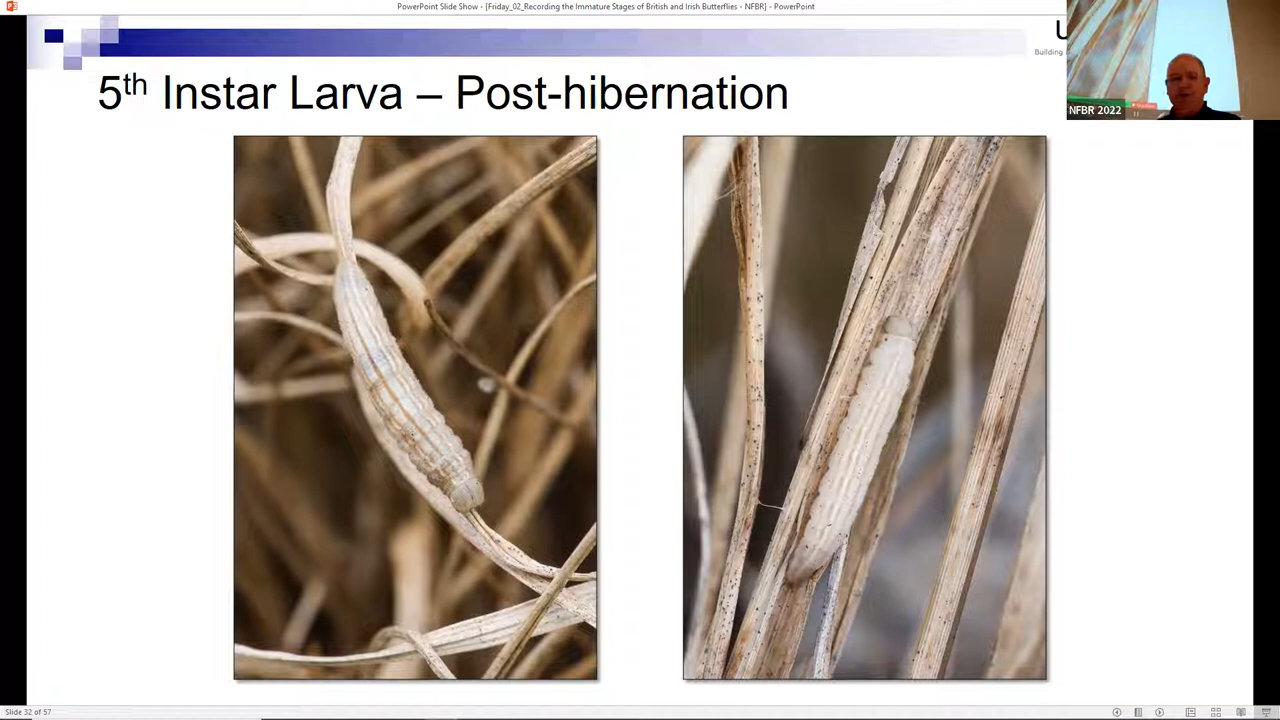 PowerPoint Slide Show - [Friday_02_Recording the Immature Stages of British and Irish Butterflies - NFBR] - PowerPoint
Building
5th Instar Larva – Post-hibernation
NFBR 2022
Slide 32 of 57